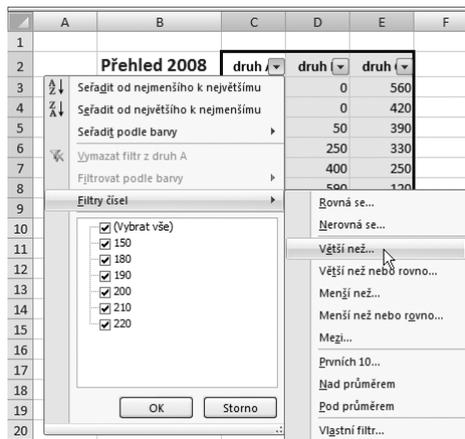 A B C D E F
1
2 Přehled 2008 druh A druh druh
3 Seřadit od nejmenšího k největšímu 0 560
4 Seřadit od největšího k nejmenšímu 0 420
5 Seřadit podle barvy 50 390
6 Vymazat filtr z druh A 250 330
7 Filtrovat podle barvy 400 250
8 590 120
9 Filtry čísel Rovná se...
10 (Vybrat vše) Nerovná se...
11 150 Větší než...
12 180 Větší než nebo rovno...
13 190 Menší než...
14 200 Menší než nebo rovno...
15 210 Mezi...
16 220 Prvních 10...
17 Nad průměrem
18 Pod průměrem
19 OK Storno
20 Vlastní filtr...